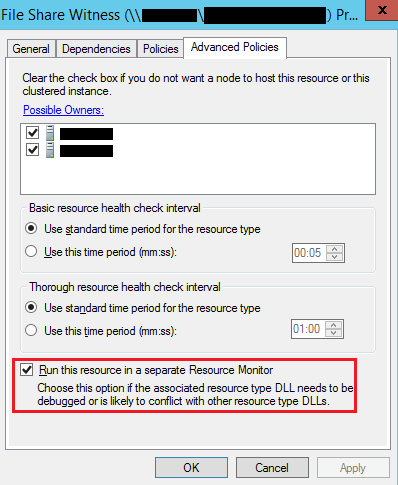 File Share Witness (\\ \ ) Pr...
General
Dependencies
Policies
Advanced Policies
Clear the check box if you do not want a node to host this resource or this
clustered instance.
Possible Owners:
Basic resource health check interval
Use standard time period for the resource type
Use this time period (mm:ss):
00:05
Thorough resource health check interval
Use standard time period for the resource type
Use this time period (mm:ss):
01:00
Run this resource in a separate Resource Monitor
Choose this option if the associated resource type DLL needs to be
debugged or is likely to conflict with other resource type DLLs.
OK
Cancel
Apply